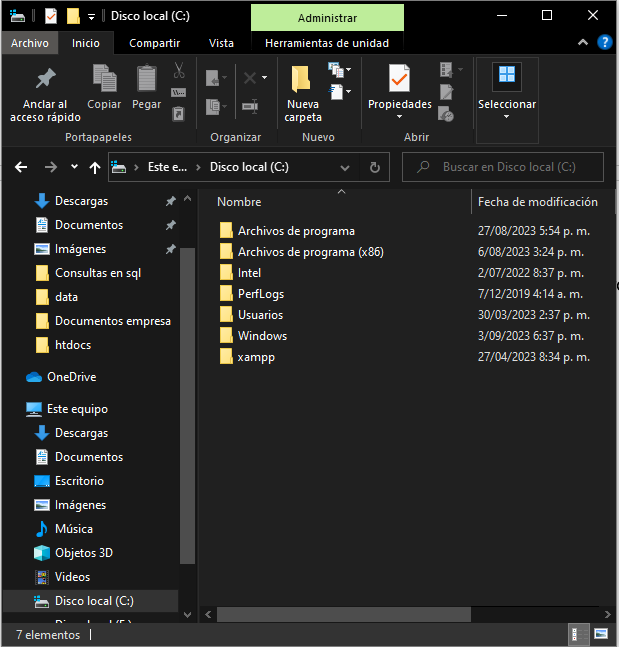 Disco local (C:)
Administrar
Archivo Inicio Compartir Vista Herramientas de unidad
Anclar al
acceso rápido
Copiar
Pegar
Nueva
carpeta
Propiedades
Seleccionar
Portapapeles Organizar Nuevo Abrir
Este e... Disco local (C:)
Buscar en Disco local (C:)
Descargas
Documentos
Imágenes
Consultas en sql
data
Documentos empresa
htdocs
OneDrive
Este equipo
Descargas
Documentos
Escritorio
Imágenes
Música
Objetos 3D
Videos
Disco local (C:)
Nombre Fecha de modificación
Archivos de programa 27/08/2023 5:54 p. m.
Archivos de programa (x86) 6/08/2023 3:24 p. m.
Intel 2/07/2022 8:37 p. m.
PerfLogs 7/12/2019 4:14 a. m.
Usuarios 30/03/2023 2:37 p. m.
Windows 3/09/2023 6:37 p. m.
xampp 27/04/2023 8:34 p. m.
7 elementos